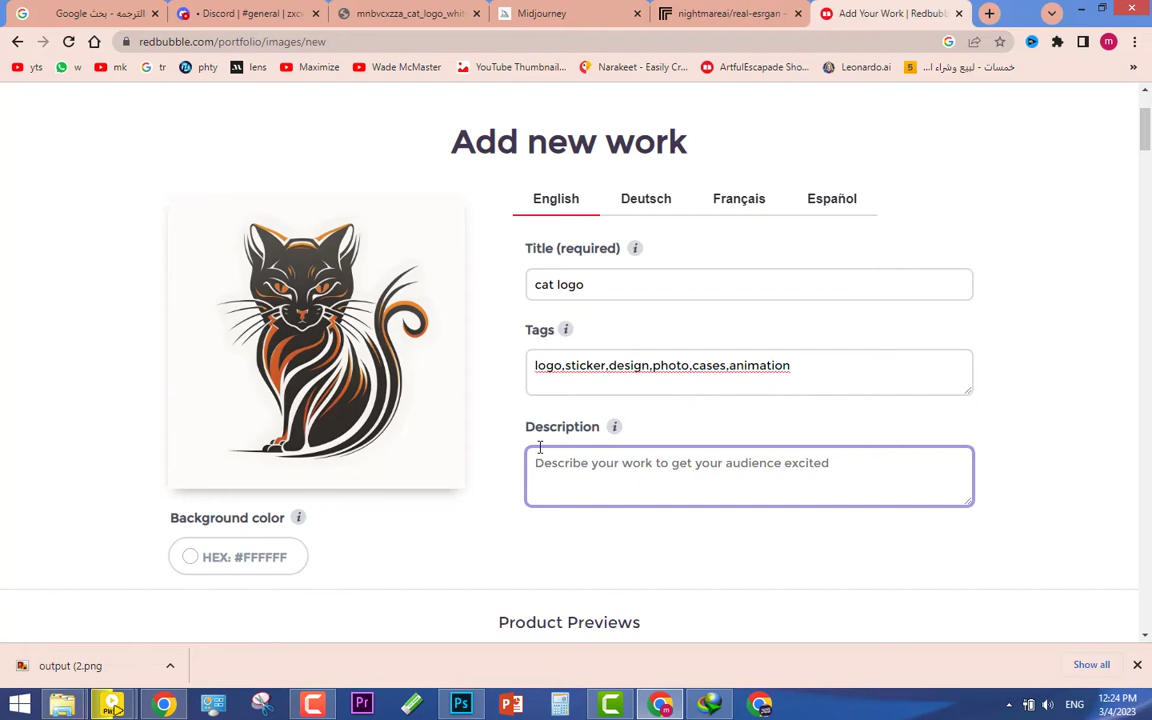 الترجمه - بحث Google
• Discord | #general | zxc
mnbvcxzza_cat_logo_whi
Midjourney
nightmareai/real-esrgan –
Add Your Work | Redbubb
redbubble.com/portfolio/images/new
yts
w
mk
tr
phty
lens
Maximize
Wade McMaster
YouTube Thumbnail...
Narakeet - Easily Cr...
ArtfulEscapade Sho...
Leonardo.ai
خمسات - لبيع وشراء ا...
»
Add new work
English
Deutsch
Français
Español
Title (required)
cat logo
Tags
logo,sticker,design,photo,cases,animation
Description
Describe your work to get your audience excited
Background color
HEX: #FFFFFF
Product Previews
output (2.png
Show all
ENG
12:24 PM
3/4/2023